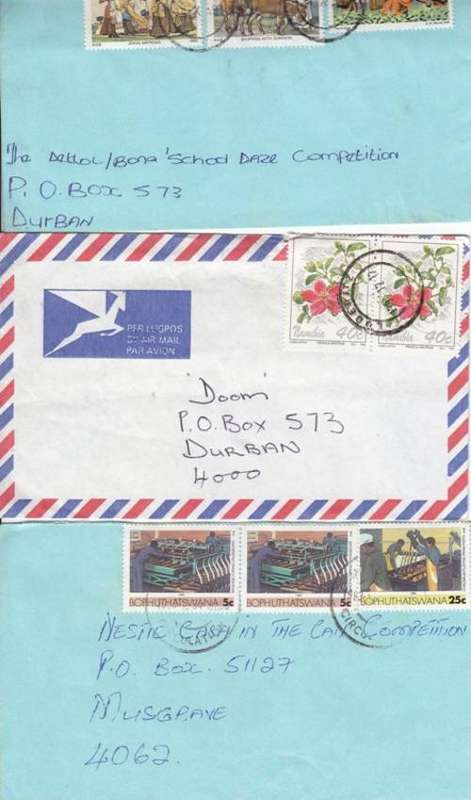 The Dettol/Bona 'School Daze Competition
P. O. Box 573
Durban
PER LUGPOS
BY AIR MAIL
PAR AVION
Namibia 40c
Namibia 40c
'Doom'
P.O. Box 573
DURBAN
4000
BOPHUTHATSWANA 5c
BOPHUTHATSWANA 5c
BOPHUTHATSWANA 25c
IN THE CAN COMPETITION
P.O. BOX. 51127
MUSGRAVE
4062.